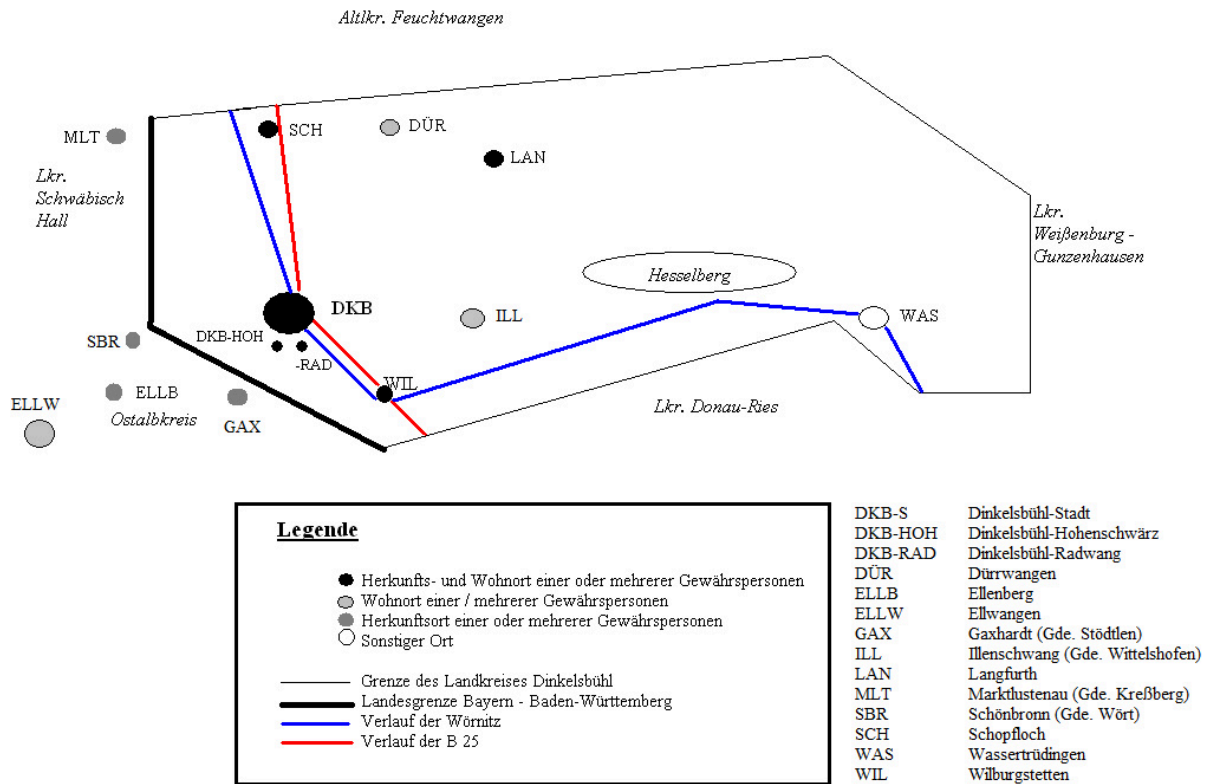 Altlkr. Feuchtwangen
MLT
SCH
DÜR
LAN
Lkr.
Schwäbisch
Hall
Lkr.
Weißenburg -
Gunzenhausen
Hesselberg
DKB
ILL
WAS
DKB-HOH
-RAD
SBR
WIL
ELLB
ELLW
Ostalbkreis
GAX
Lkr. Donau-Ries
Legende
Herkunfts- und Wohnort einer oder mehrerer Gewährspersonen
Wohnort einer / mehrerer Gewährspersonen
Herkunftsort einer oder mehrerer Gewährspersonen
Sonstiger Ort
Grenze des Landkreises Dinkelsbühl
Landesgrenze Bayern - Baden-Württemberg
Verlauf der Wörnitz
Verlauf der B 25
DKB-S Dinkelsbühl-Stadt
DKB-HOH Dinkelsbühl-Hohenschwärz
DKB-RAD Dinkelsbühl-Radwang
DÜR Dürrwangen
ELLB Ellenberg
ELLW Ellwangen
GAX Gaxhardt (Gde. Stödtlen)
ILL Illenschwang (Gde. Wittelshofen)
LAN Langfurth
MLT Marktlustenau (Gde. Kreßberg)
SBR Schönbronn (Gde. Wört)
SCH Schopfloch
WAS Wassertrüdingen
WIL Wilburgstetten